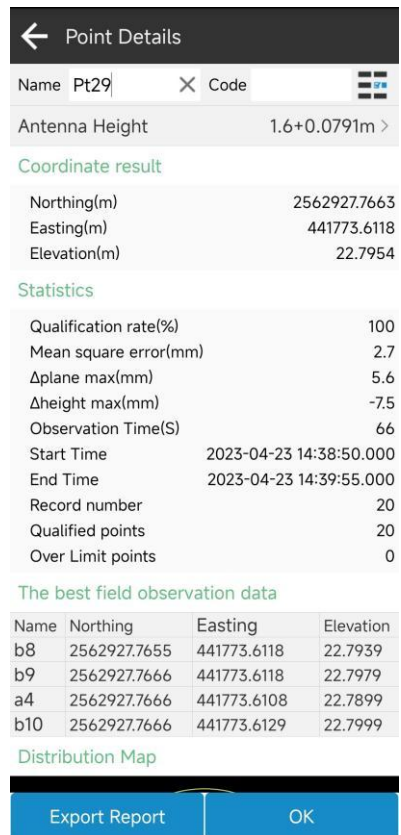 Point Details
Name Pt29 Code
Antenna Height 1.6+0.0791m >
Coordinate result
Northing(m) 2562927.7663
Easting(m) 441773.6118
Elevation(m) 22.7954
Statistics
Qualification rate(%) 100
Mean square error(mm) 2.7
Δplane max(mm) 5.6
Δheight max(mm) -7.5
Observation Time(S) 66
Start Time 2023-04-23 14:38:50.000
End Time 2023-04-23 14:39:55.000
Record number 20
Qualified points 20
Over Limit points 0
The best field observation data
Name Northing Easting Elevation
b8 2562927.7655 441773.6118 22.7939
b9 2562927.7666 441773.6118 22.7979
a4 2562927.7666 441773.6108 22.7899
b10 2562927.7666 441773.6129 22.7999
Distribution Map
Export Report OK